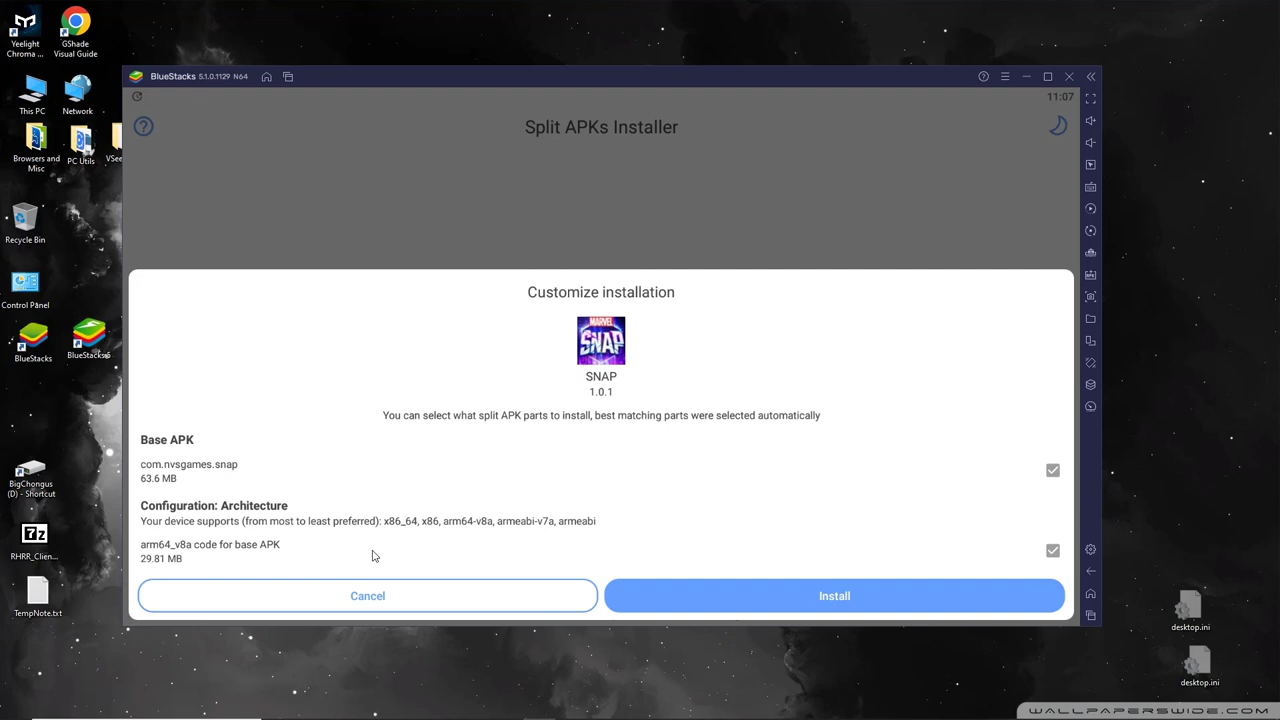 Yeelight
Chroma ...
GShade
Visual Guide
This PC
Network
Browsers and
Misc
PC Utils
VSee
Recycle Bin
Control Panel
BlueStacks
BigChongus
(D) - Shortcut
RHRR_Clien...
TempNote.txt
BlueStacks 5.1.0.1129 N64
11:07
Split APKs Installer
Customize installation
MARVEL
SNAP
SNAP
1.0.1
You can select what split APK parts to install, best matching parts were selected automatically
Base APK
com.nvsgames.snap
63.6 MB
Configuration: Architecture
Your device supports (from most to least preferred): x86_64, x86, arm64-v8a, armeabi-v7a, armeabi
arm64_v8a code for base APK
29.81 MB
Cancel
Install
desktop.ini
desktop.ini
WALLPAPERSWIDE.COM